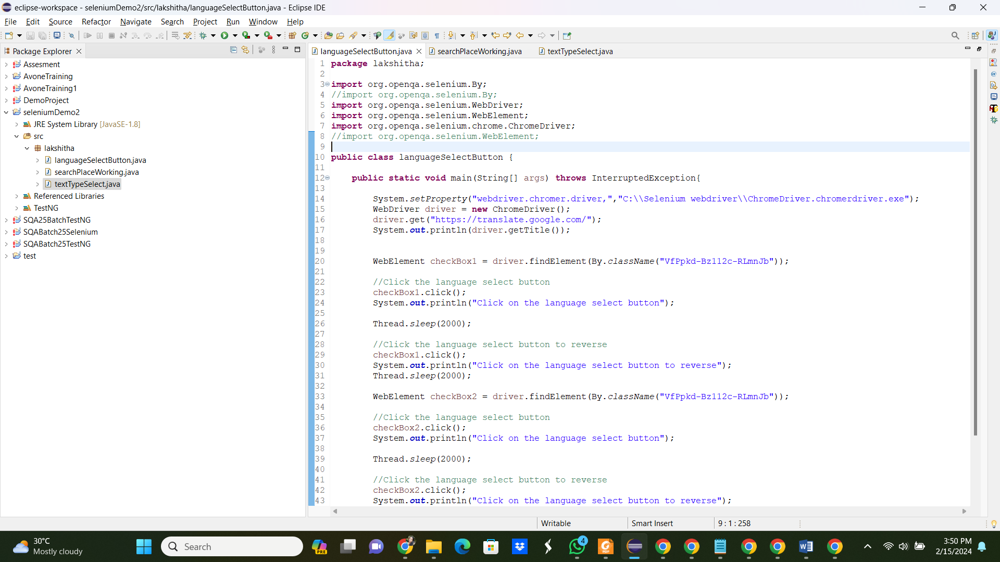 eclipse-workspace - seleniumDemo2/src/lakshitha/languageSelectButton.java - Eclipse IDE
File Edit Source Refactor Navigate Search Project Run Window Help
Package Explorer
Assesment
AvoneTraining
AvoneTraining1
DemoProject
seleniumDemo2
JRE System Library [JavaSE-1.8]
src
lakshitha
languageSelectButton.java
searchPlaceWorking.java
textTypeSelect.java
Referenced Libraries
TestNG
SQA25BatchTestNG
SQABatch25Selenium
SQABatch25TestNG
test
languageSelectButton.java searchPlaceWorking.java textTypeSelect.java
1 package lakshitha;
2
3 import org.openqa.selenium.By;
4 //import org.openqa.selenium.By;
5 import org.openqa.selenium.WebDriver;
6 import org.openqa.selenium.WebElement;
7 import org.openqa.selenium.chrome.ChromeDriver;
8 //import org.openqa.selenium.WebElement;
9
10 public class languageSelectButton {
11
12 public static void main(String[] args) throws InterruptedException{
13
14 System.setProperty("webdriver.chromer.driver,","C:\\Selenium webdriver\\ChromeDriver.chromerdriver.exe");
15 WebDriver driver = new ChromeDriver();
16 driver.get("https://translate.google.com/");
17 System.out.println(driver.getTitle());
18
19
20 WebElement checkBox1 = driver.findElement(By.className("VfPpkd-Bz112c-RLmnJb"));
21
22 //Click the language select button
23 checkBox1.click();
24 System.out.println("Click on the language select button");
25
26 Thread.sleep(2000);
27
28 //Click the language select button to reverse
29 checkBox1.click();
30 System.out.println("Click on the language select button to reverse");
31 Thread.sleep(2000);
32
33 WebElement checkBox2 = driver.findElement(By.className("VfPpkd-Bz112c-RLmnJb"));
34
35 //Click the language select button
36 checkBox2.click();
37 System.out.println("Click on the language select button");
38
39 Thread.sleep(2000);
40
41 //Click the language select button to reverse
42 checkBox2.click();
43 System.out.println("Click on the language select button to reverse");
Writable Smart Insert 9 : 1 : 258
30°C
Mostly cloudy
Search
PRE
4
3:50 PM
2/15/2024